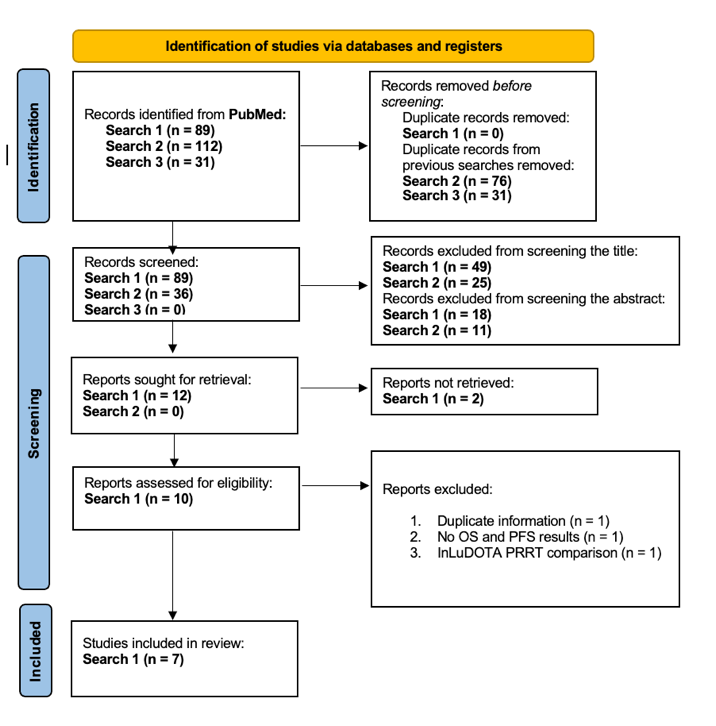 Identification of studies via databases and registers
Identification
Records identified from PubMed:
Search 1 (n = 89)
Search 2 (n = 112)
Search 3 (n = 31)
Records removed before
screening:
Duplicate records removed:
Search 1 (n = 0)
Duplicate records from
previous searches removed:
Search 2 (n = 76)
Search 3 (n = 31)
Screening
Records screened:
Search 1 (n = 89)
Search 2 (n = 36)
Search 3 (n = 0)
Records excluded from screening the title:
Search 1 (n = 49)
Search 2 (n = 25)
Records excluded from screening the abstract:
Search 1 (n = 18)
Search 2 (n = 11)
Reports sought for retrieval:
Search 1 (n = 12)
Search 2 (n = 0)
Reports not retrieved:
Search 1 (n = 2)
Reports assessed for eligibility:
Search 1 (n = 10)
Reports excluded:
1. Duplicate information (n = 1)
2. No OS and PFS results (n = 1)
3. InLuDOTA PRRT comparison (n = 1)
Included
Studies included in review:
Search 1 (n = 7)